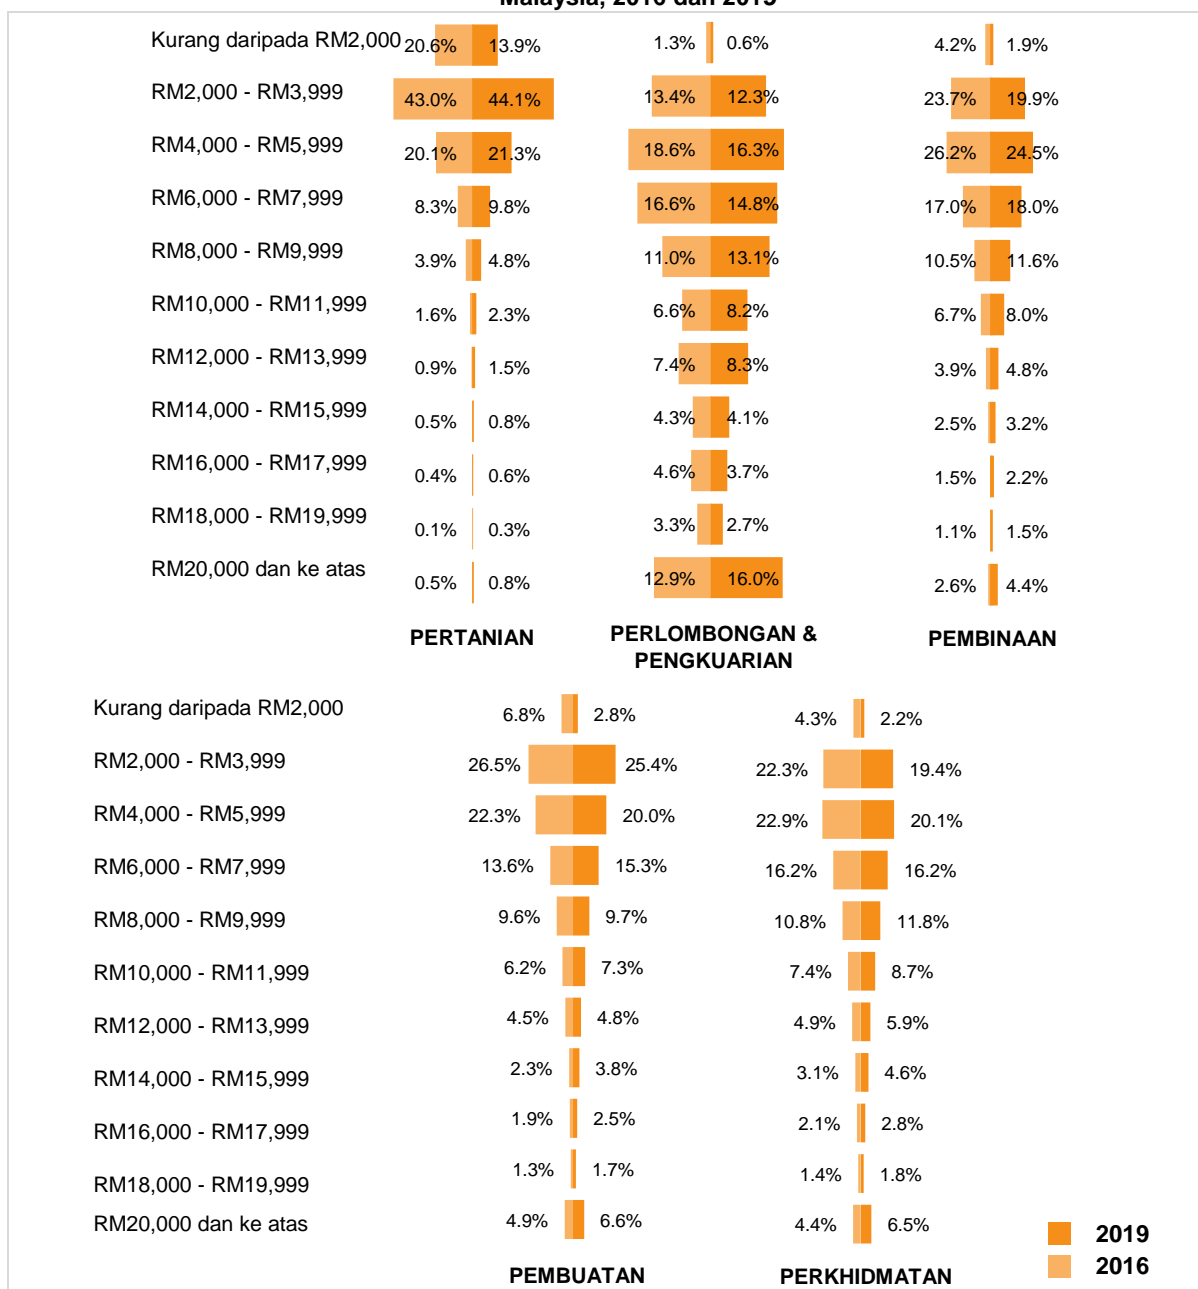 Malaysia, 2016 dan 2019
Kurang daripada RM2,000 20.6% 13.9% 1.3% 0.6% 4.2% 1.9%
RM2,000 - RM3,999 43.0% 44.1% 13.4% 12.3% 23.7% 19.9%
RM4,000 - RM5,999 20.1% 21.3% 18.6% 16.3% 26.2% 24.5%
RM6,000 - RM7,999 8.3% 9.8% 16.6% 14.8% 17.0% 18.0%
RM8,000 - RM9,999 3.9% 4.8% 11.0% 13.1% 10.5% 11.6%
RM10,000 - RM11,999 1.6% 2.3% 6.6% 8.2% 6.7% 8.0%
RM12,000 - RM13,999 0.9% 1.5% 7.4% 8.3% 3.9% 4.8%
RM14,000 - RM15,999 0.5% 0.8% 4.3% 4.1% 2.5% 3.2%
RM16,000 - RM17,999 0.4% 0.6% 4.6% 3.7% 1.5% 2.2%
RM18,000 - RM19,999 0.1% 0.3% 3.3% 2.7% 1.1% 1.5%
RM20,000 dan ke atas 0.5% 0.8% 12.9% 16.0% 2.6% 4.4%
PERTANIAN PERLOMBONGAN & PEMBINAAN
PENGKUARIAN
Kurang daripada RM2,000 6.8% 2.8% 4.3% 2.2%
RM2,000 - RM3,999 26.5% 25.4% 22.3% 19.4%
RM4,000 - RM5,999 22.3% 20.0% 22.9% 20.1%
RM6,000 - RM7,999 13.6% 15.3% 16.2% 16.2%
RM8,000 - RM9,999 9.6% 9.7% 10.8% 11.8%
RM10,000 - RM11,999 6.2% 7.3% 7.4% 8.7%
RM12,000 - RM13,999 4.5% 4.8% 4.9% 5.9%
RM14,000 - RM15,999 2.3% 3.8% 3.1% 4.6%
RM16,000 - RM17,999 1.9% 2.5% 2.1% 2.8%
RM18,000 - RM19,999 1.3% 1.7% 1.4% 1.8%
RM20,000 dan ke atas 4.9% 6.6% 4.4% 6.5%
2019
2016
PEMBUATAN PERKHIDMATAN